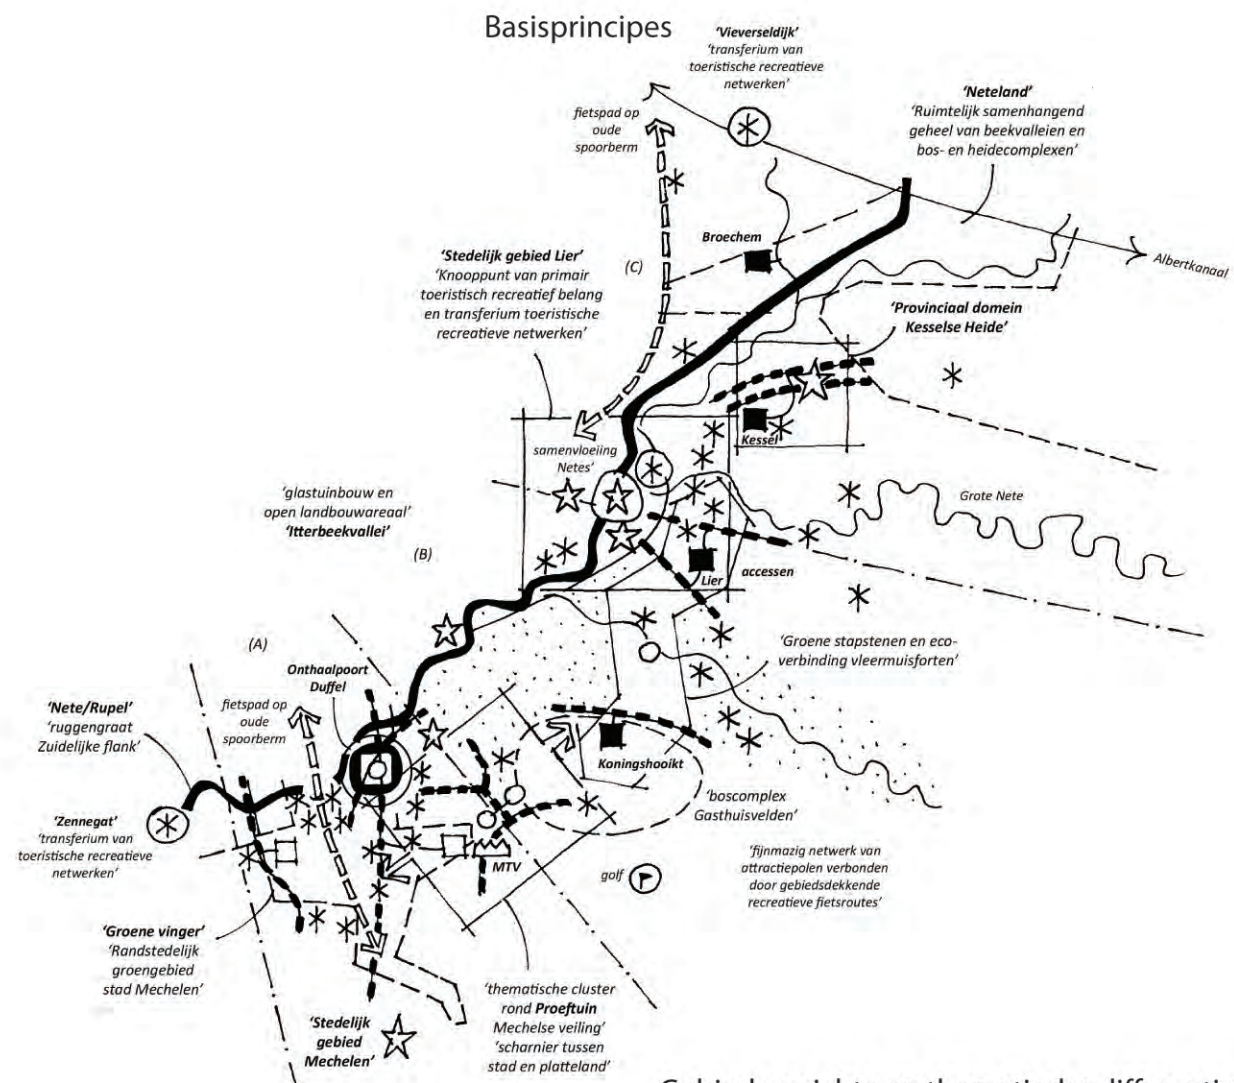 Basisprincipes
‘Vieverseldijk’
‘transferium van
toeristische recreatieve
netwerken’
‘Neteland’
‘Ruimtelijk samenhangend
geheel van beekvalleien en
bos- en heidecomplexen’
fietspad op
oude
spoorberm
Broechem
(C)
Albertkanaal
‘Stedelijk gebied Lier’
‘Knooppunt van primair
toeristisch recreatief belang
en transferium toeristische
recreatieve netwerken’
‘Provinciaal domein
Kesselse Heide’
Kessel
samenvloeiing
Netes’
‘glastuinbouw en
open landbouwareaal’
‘Itterbeekvallei’
Grote Nete
(B)
Lier
accessen
‘Groene stapstenen en eco-
verbinding vleermuisforten’
(A)
Onthaalpoort
Duffel
‘Nete/Rupel’
‘ruggengraat
Zuidelijke flank’
fietspad op
oude
spoorberm
Koningshooikt
‘boscomplex
Gasthuisvelden’
‘Zennegat’
‘transferium van
toeristische recreatieve
netwerken’
MTV
golf
‘fijnmazig netwerk van
attractiepolen verbonden
door gebiedsdekkende
recreatieve fietsroutes’
‘Groene vinger’
‘Randstedelijk
groengebied
stad Mechelen’
‘thematische cluster
rond Proeftuin
Mechelse veiling’
‘scharnier tussen
stad en platteland’
‘Stedelijk
gebied
Mechelen’